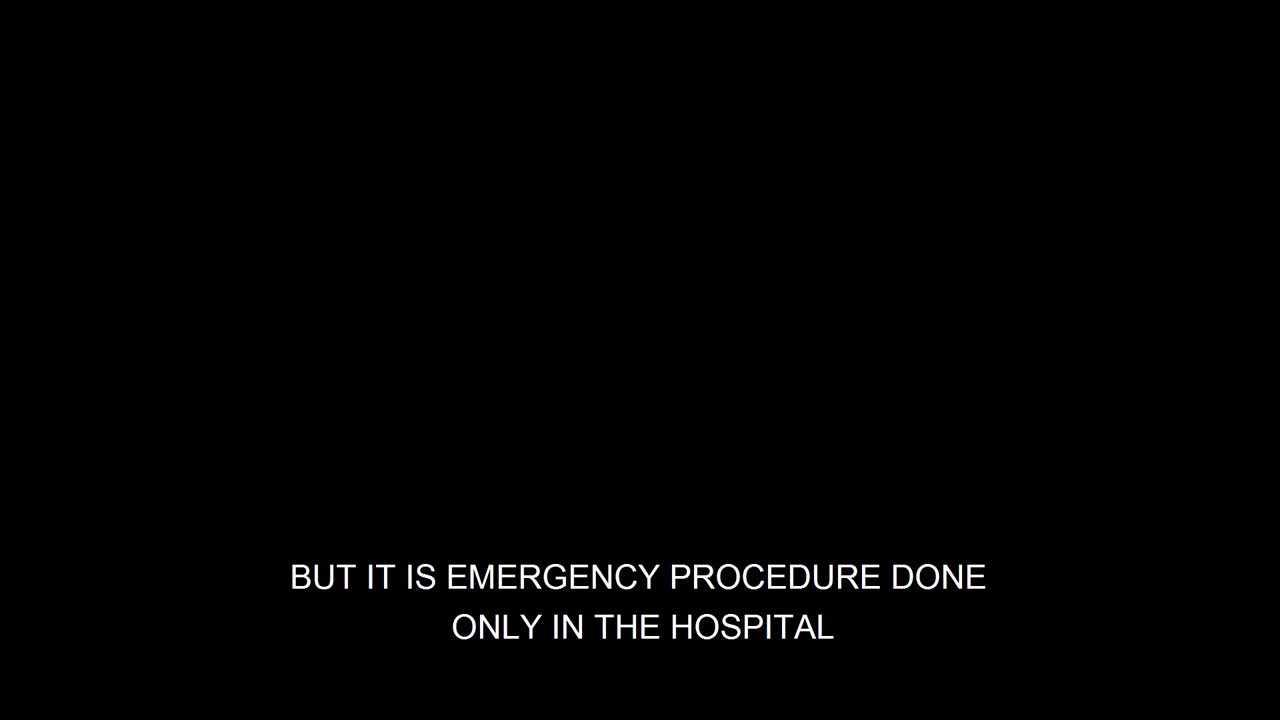 BUT IT IS EMERGENCY PROCEDURE DONE
ONLY IN THE HOSPITAL